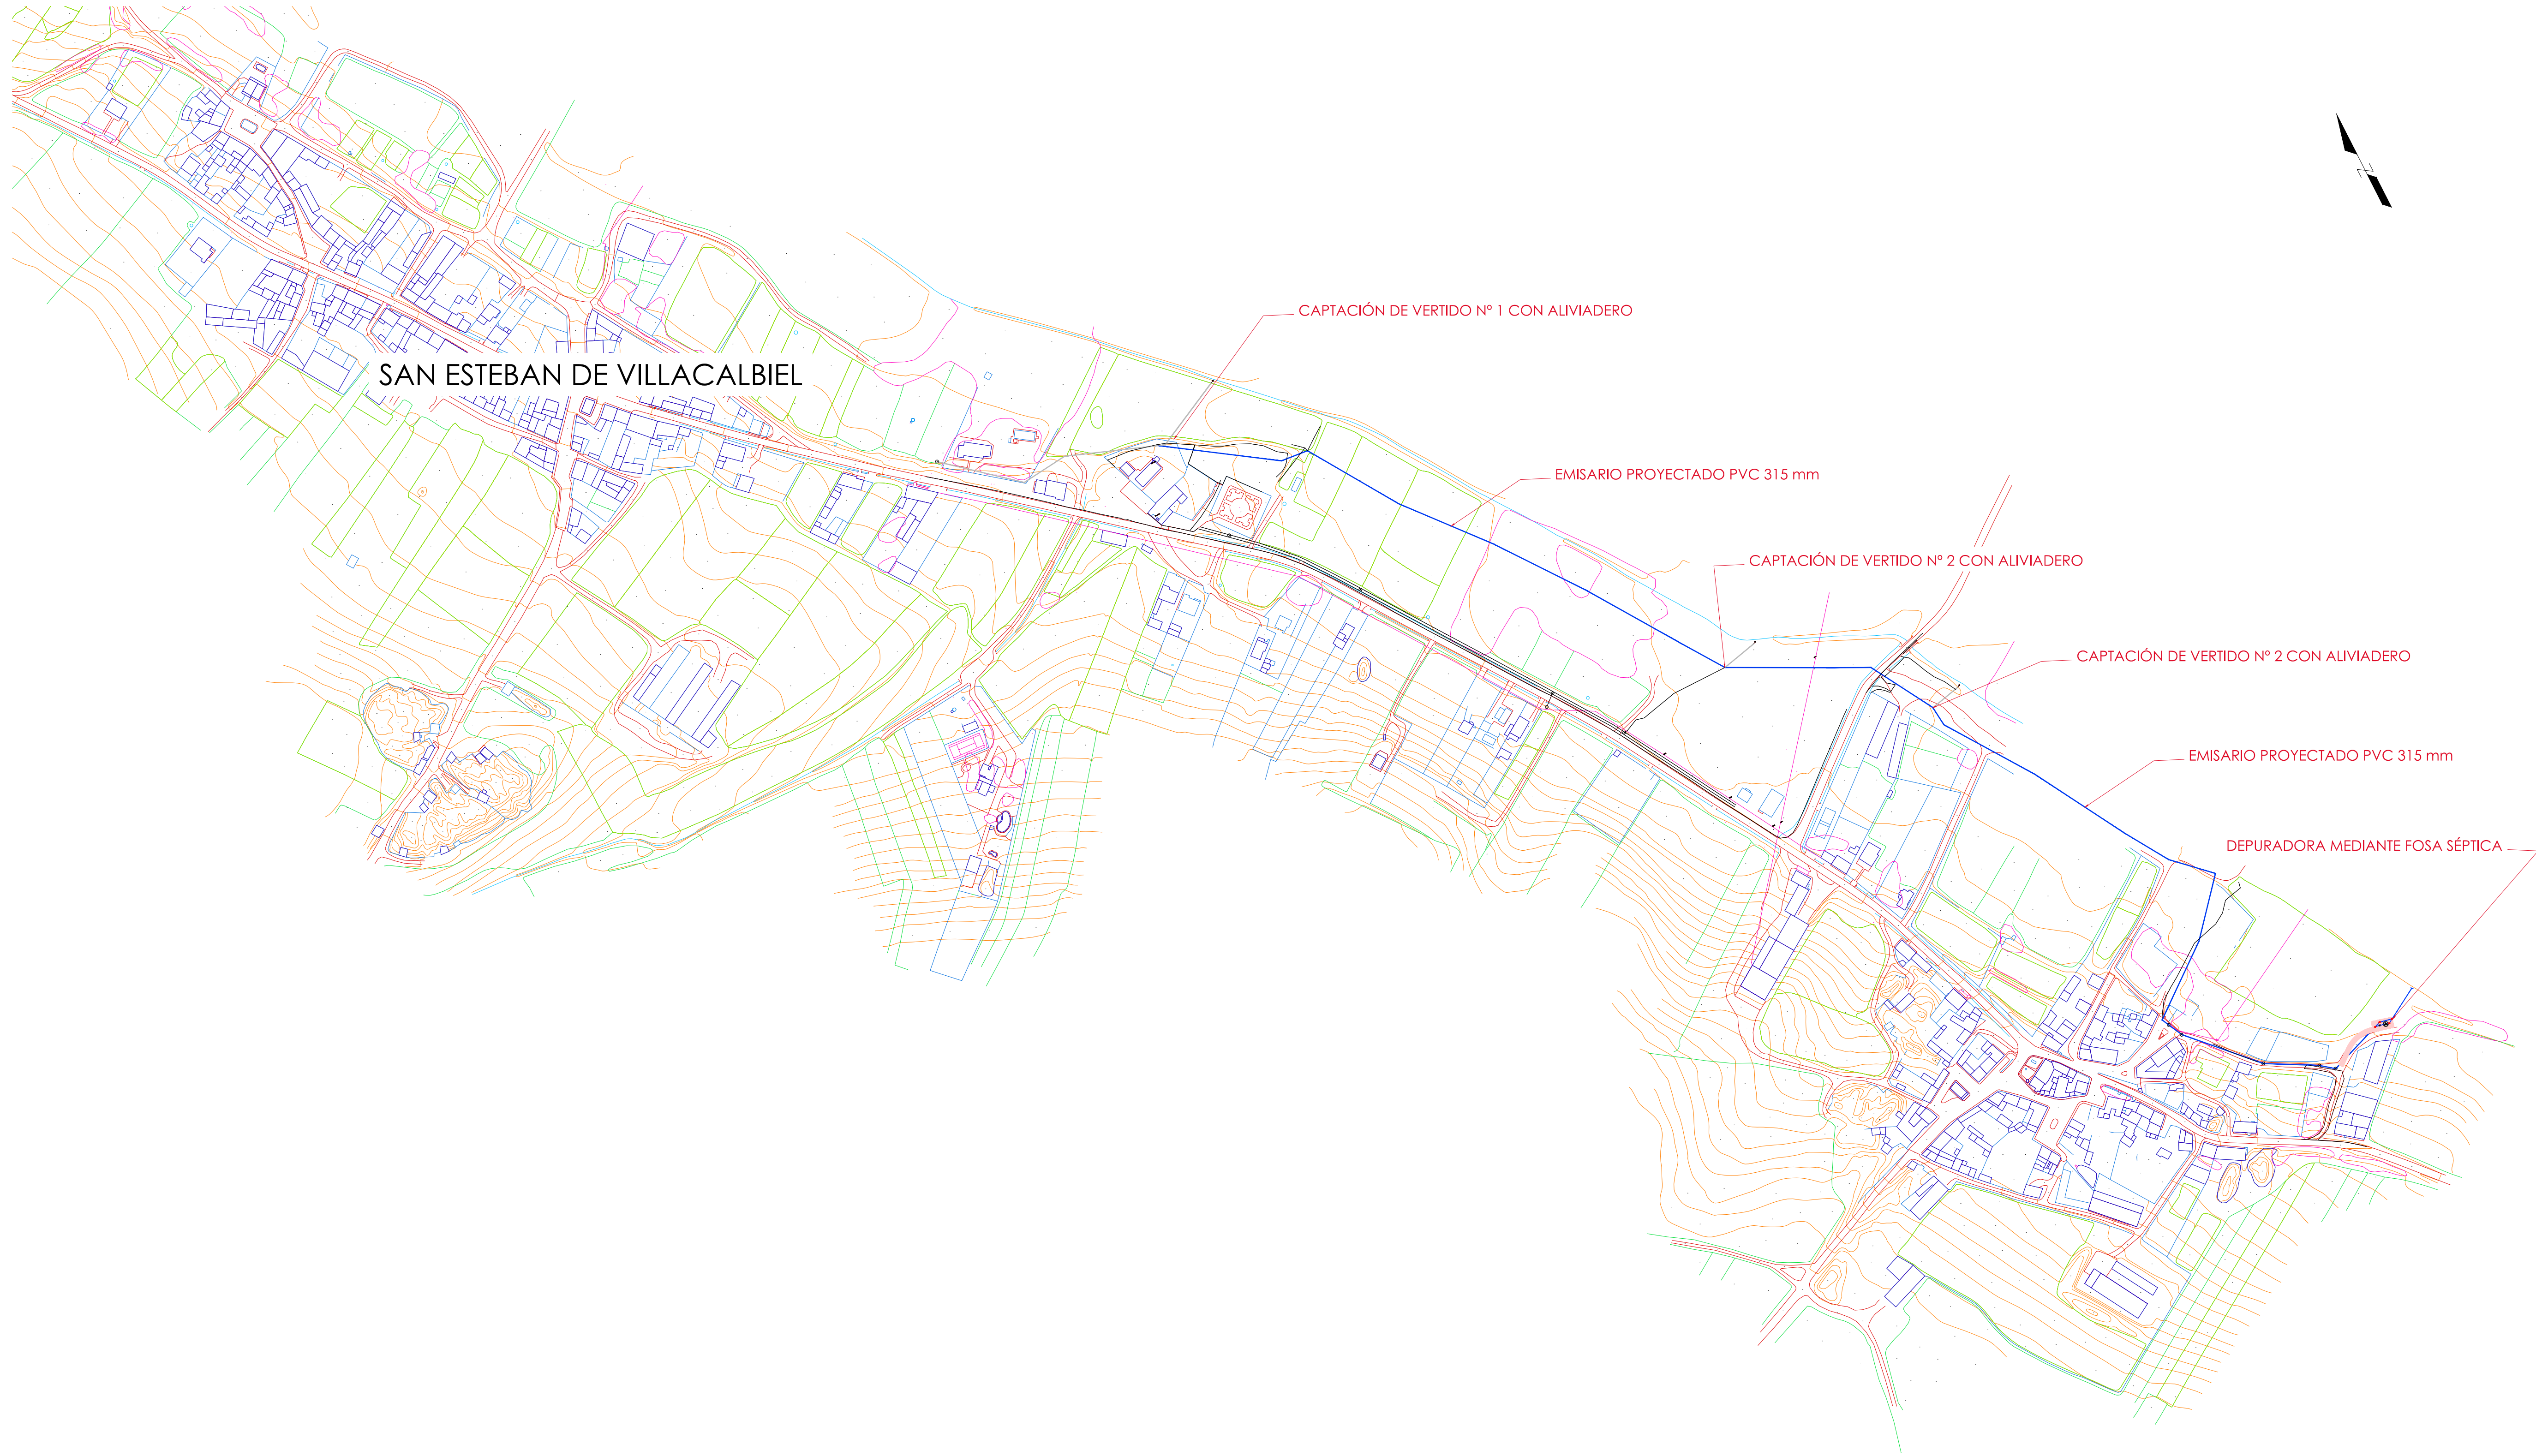 CAPTACIÓN DE VERTIDO Nº 1 CON ALIVIADERO
SAN ESTEBAN DE VILLACALBIEL
EMISARIO PROYECTADO PVC 315 mm
CAPTACIÓN DE VERTIDO Nº 2 CON ALIVIADERO
CAPTACIÓN DE VERTIDO Nº 2 CON ALIVIADERO
EMISARIO PROYECTADO PVC 315 mm
DEPURADORA MEDIANTE FOSA SÉPTICA
N